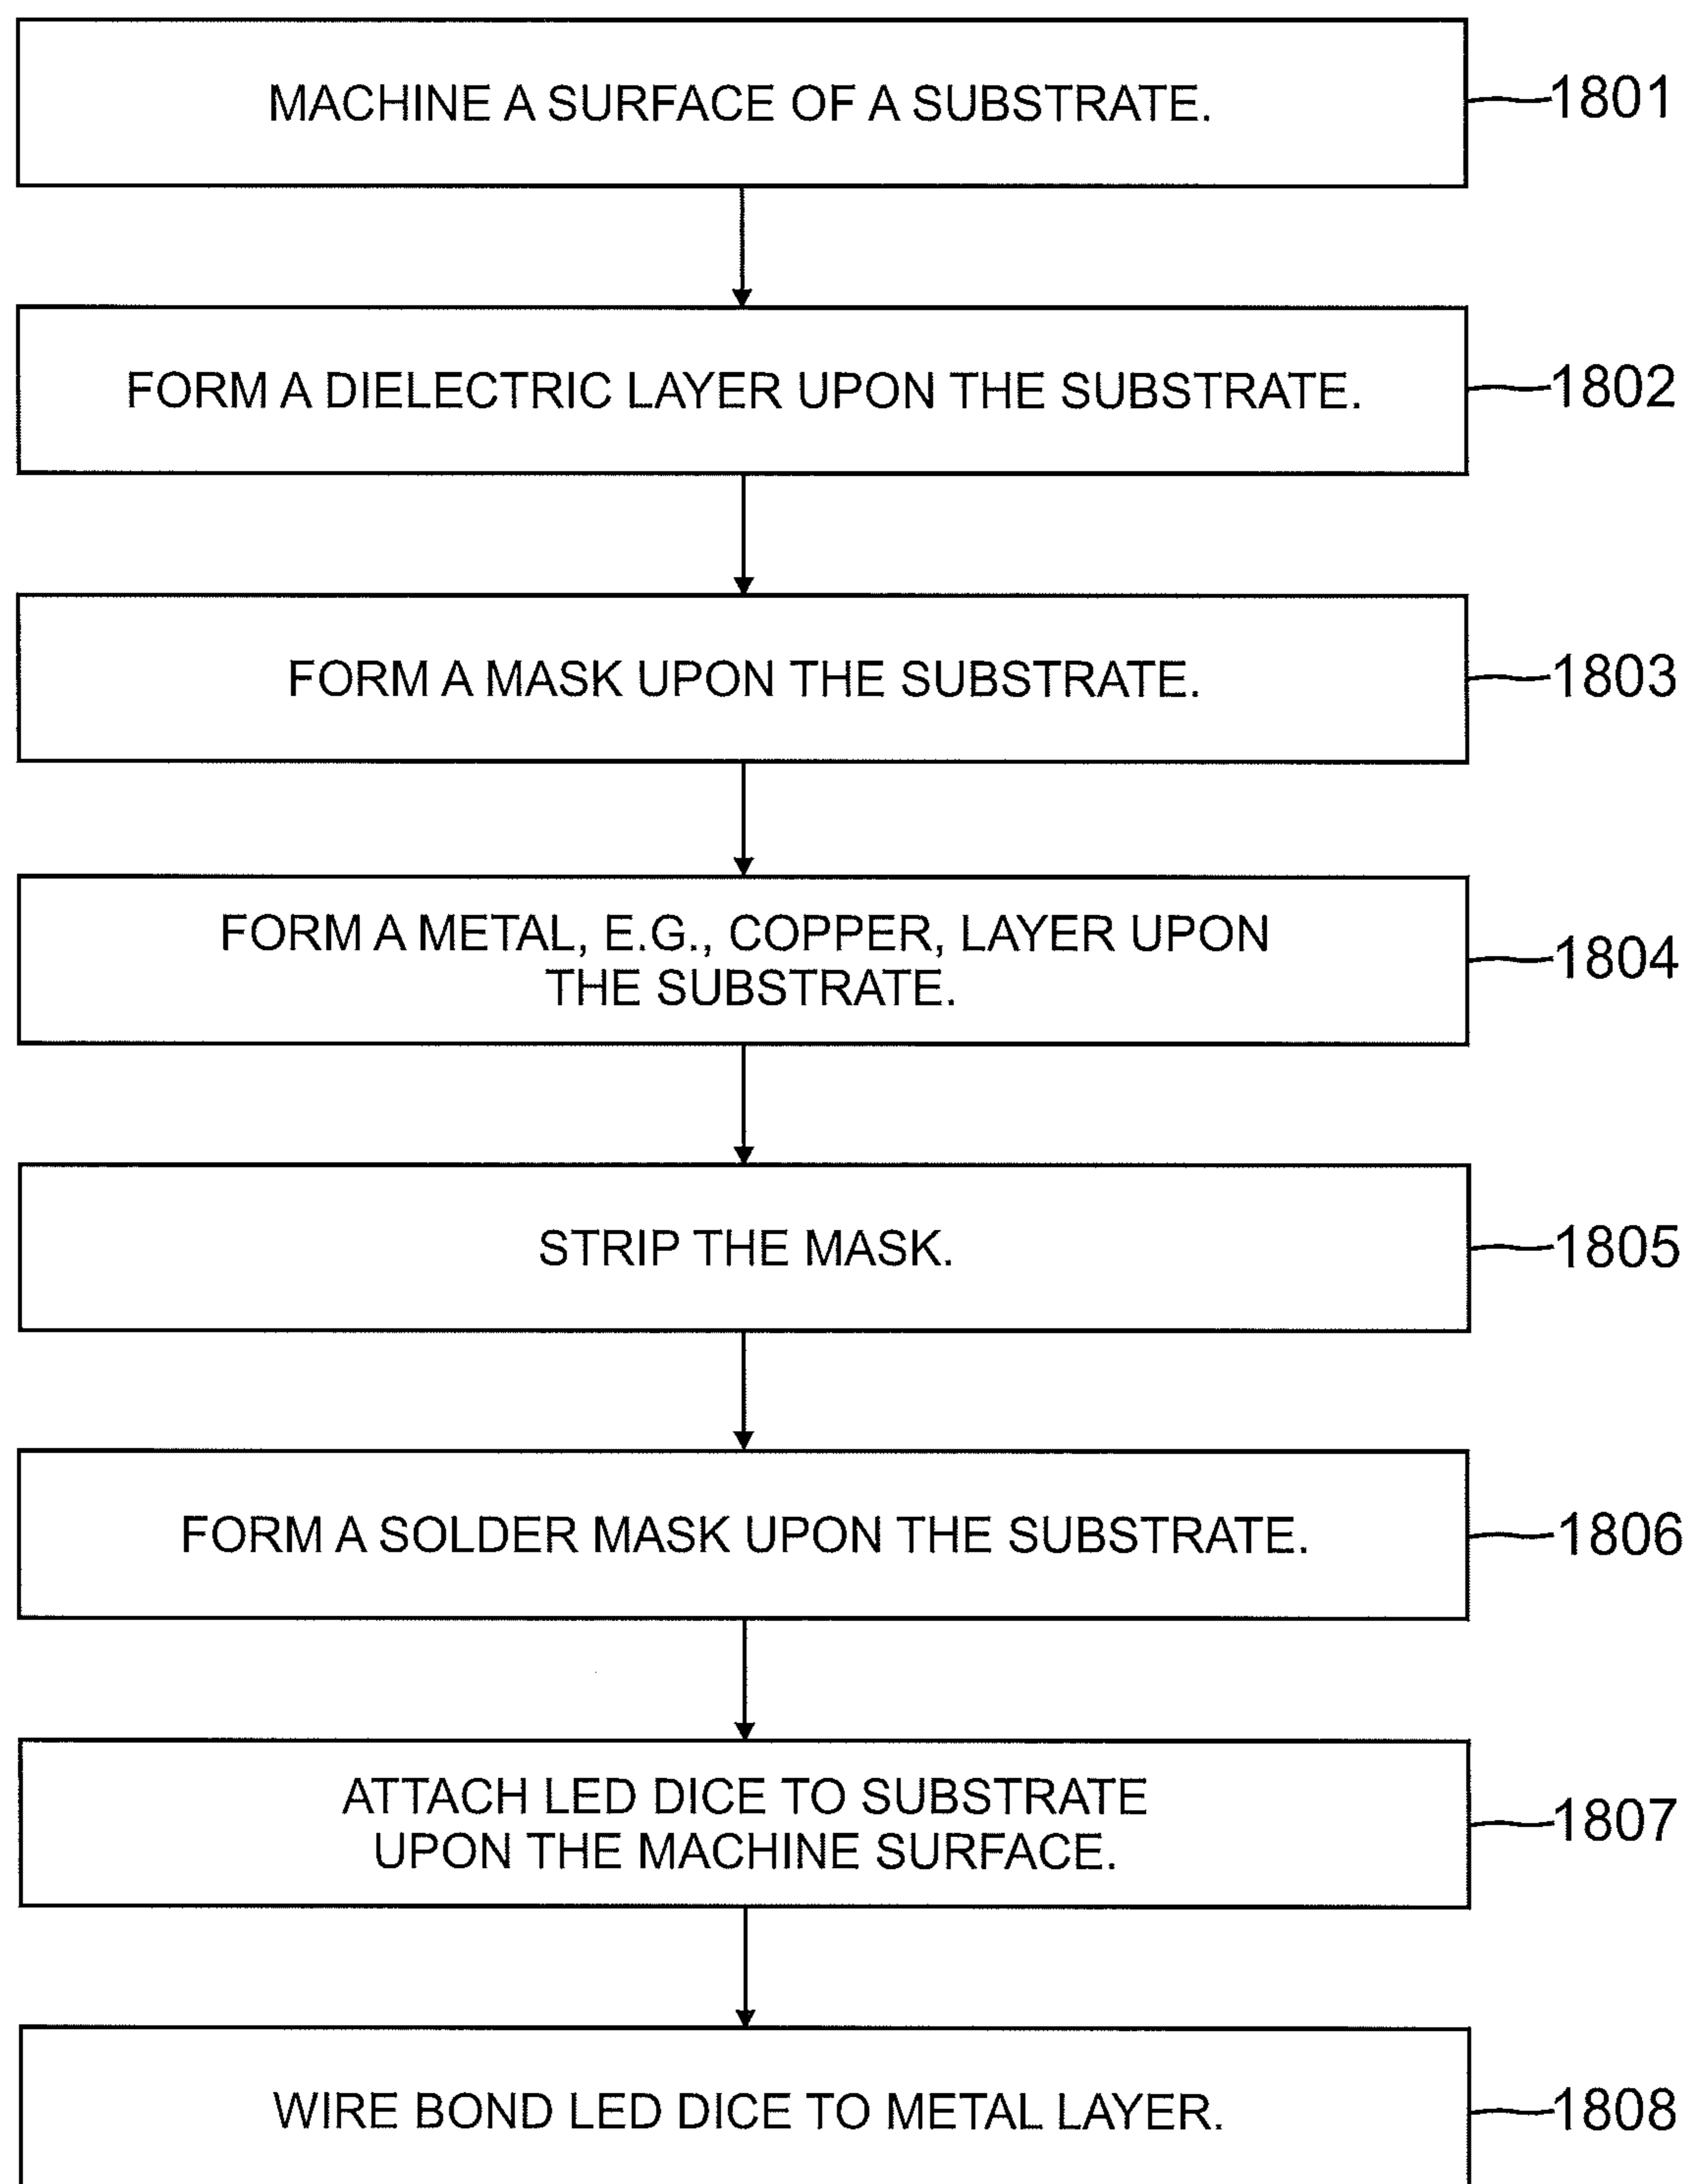 MACHINE A SURFACE OF A SUBSTRATE.
1801
FORM A DIELECTRIC LAYER UPON THE SUBSTRATE.
1802
FORM A MASK UPON THE SUBSTRATE.
1803
FORM A METAL, E.G., COPPER, LAYER UPON
THE SUBSTRATE.
1804
STRIP THE MASK.
1805
FORM A SOLDER MASK UPON THE SUBSTRATE.
1806
ATTACH LED DICE TO SUBSTRATE
UPON THE MACHINE SURFACE.
1807
WIRE BOND LED DICE TO METAL LAYER.
1808